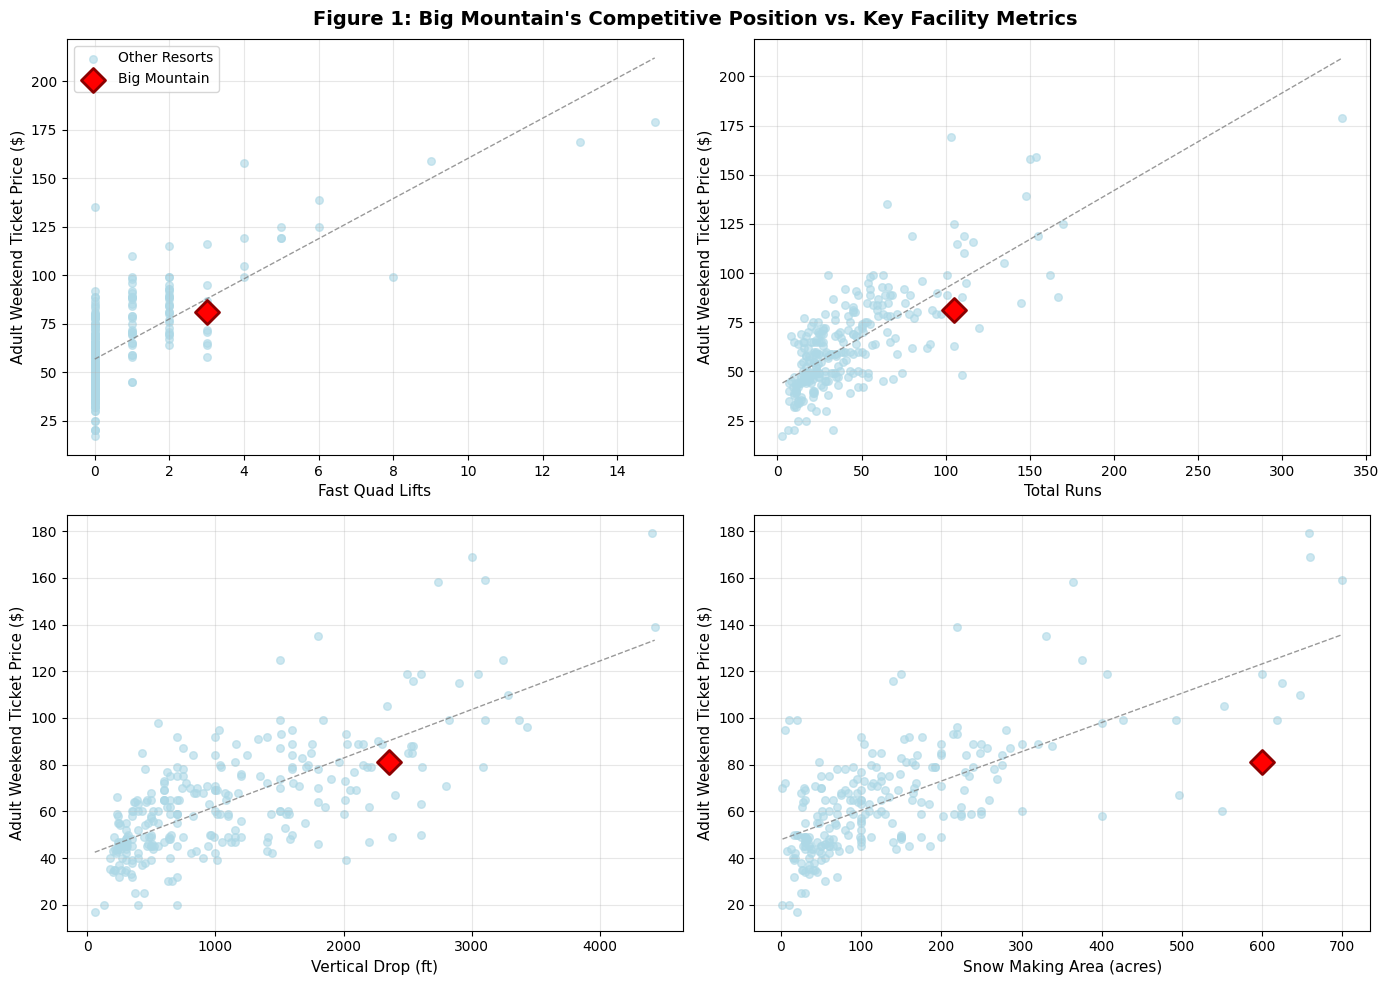 Figure 1: Big Mountain's Competitive Position vs. Key Facility Metrics
Other Resorts
Big Mountain
Adult Weekend Ticket Price ($)
200
175
150
125
100
75
50
25
0 2 4 6 8 10 12 14
Fast Quad Lifts
Adult Weekend Ticket Price ($)
200
175
150
125
100
75
50
25
0 50 100 150 200 250 300 350
Total Runs
Adult Weekend Ticket Price ($)
180
160
140
120
100
80
60
40
20
0 1000 2000 3000 4000
Vertical Drop (ft)
Adult Weekend Ticket Price ($)
180
160
140
120
100
80
60
40
20
0 100 200 300 400 500 600 700
Snow Making Area (acres)